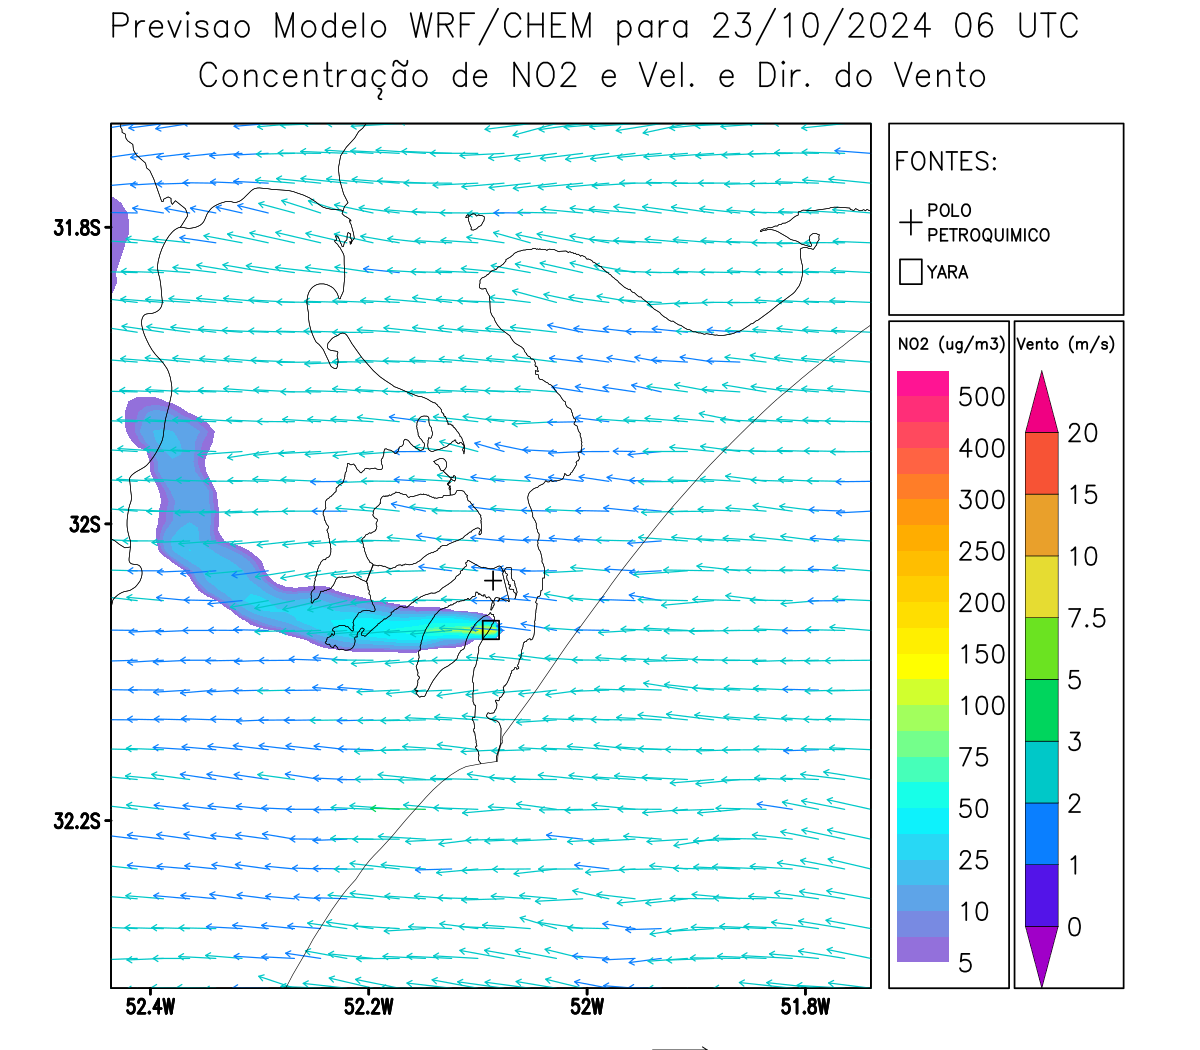 Previsao Modelo WRF/CHEM para 23/10/2024 06 UTC
Concentração de NO2 e Vel. e Dir. do Vento
FONTES:
POLO
PETROQUIMICO
YARA
NO2 (ug/m3)
500
400
300
250
200
150
100
75
50
25
10
5
Vento (m/s)
20
15
10
7.5
5
3
2
1
0
31.8S
32S
32.2S
52.4W
52.2W
52W
51.8W